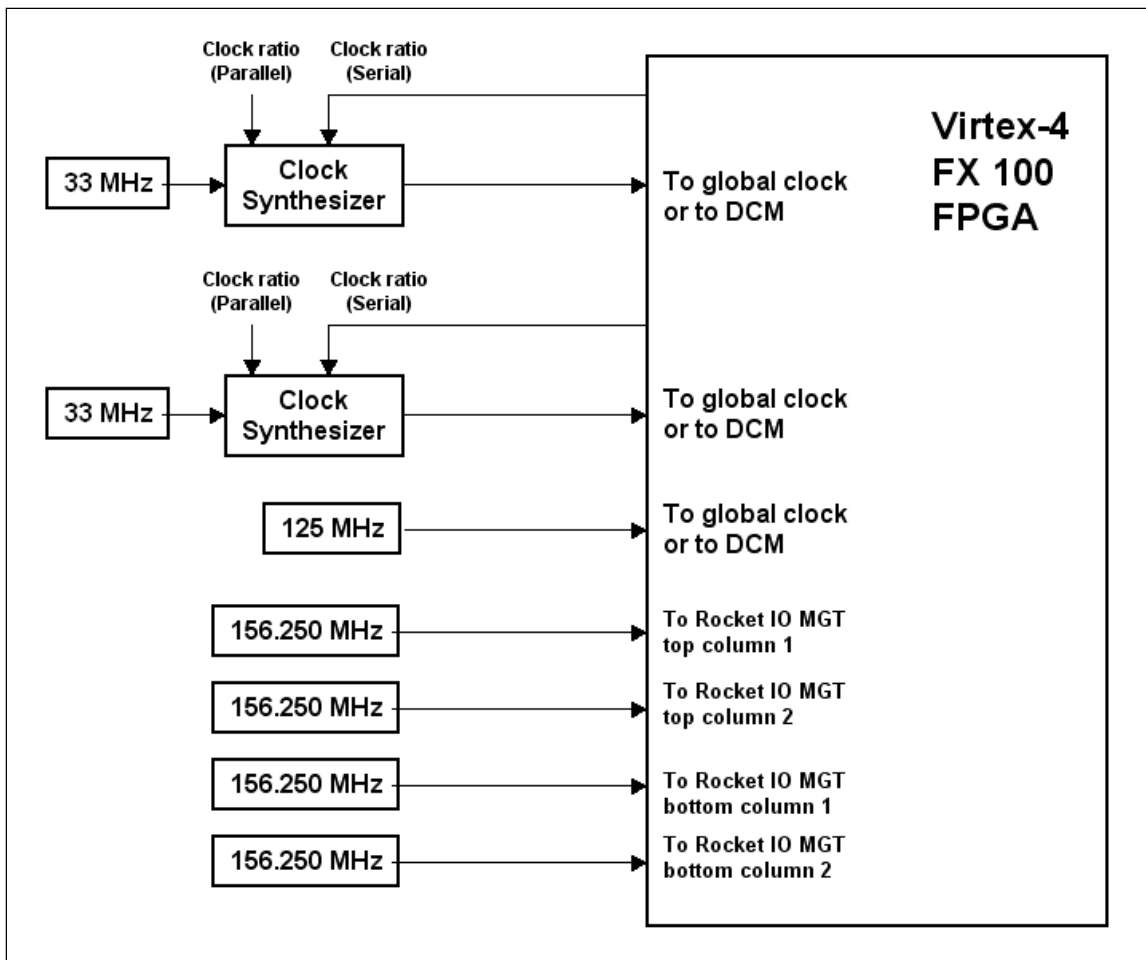 Clock ratio
(Parallel)
Clock ratio
(Serial)
Virtex-4
FX 100
FPGA
33 MHz
Clock
Synthesizer
To global clock
or to DCM
Clock ratio
(Parallel)
Clock ratio
(Serial)
33 MHz
Clock
Synthesizer
To global clock
or to DCM
125 MHz
To global clock
or to DCM
156.250 MHz
To Rocket IO MGT
top column 1
156.250 MHz
To Rocket IO MGT
top column 2
156.250 MHz
To Rocket IO MGT
bottom column 1
156.250 MHz
To Rocket IO MGT
bottom column 2